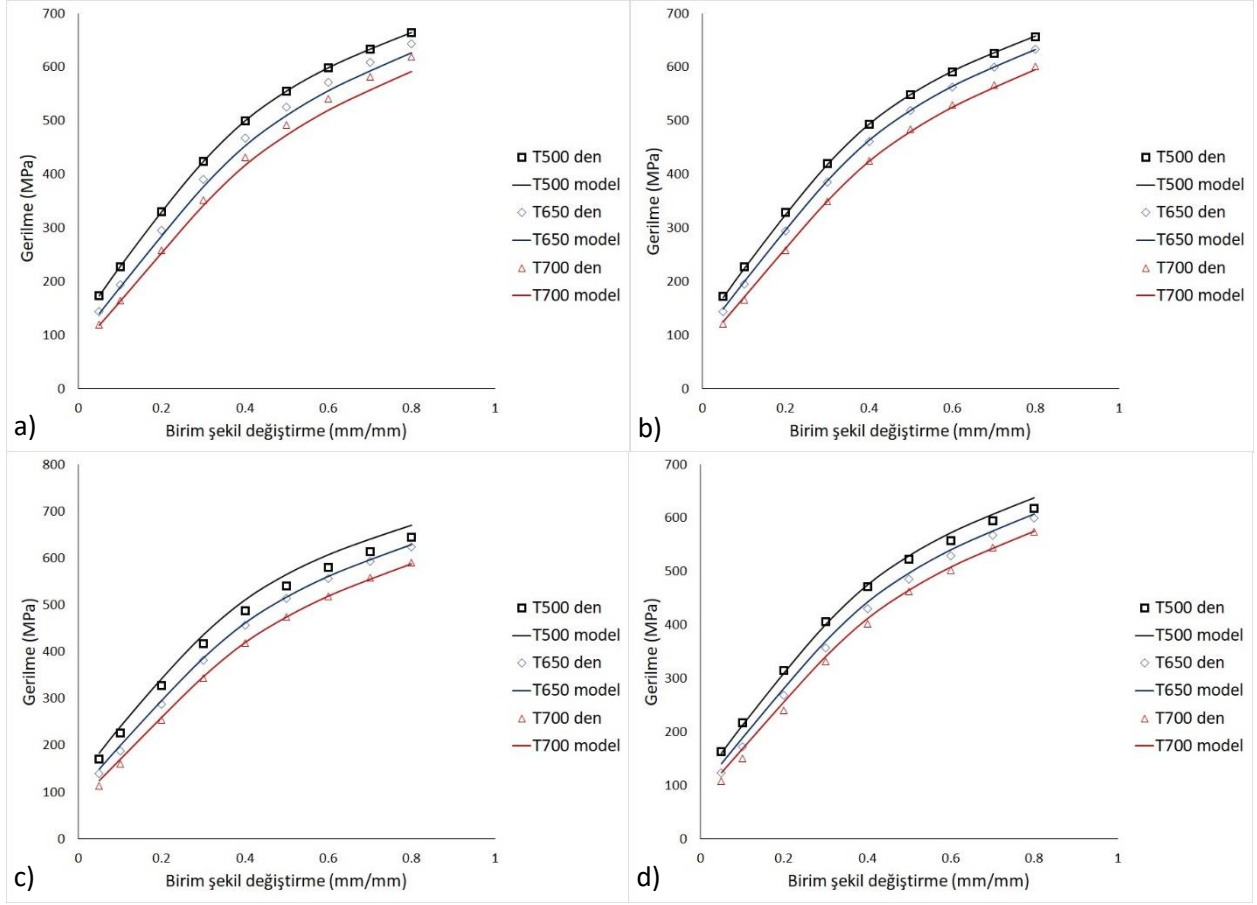 700
600
500
400
300
200
100
0
Gerilme (MPa)
0 0.2 0.4 0.6 0.8 1
Birim şekil değiştirme (mm/mm)
T500 den
T500 model
T650 den
T650 model
T700 den
T700 model
a)
700
600
500
400
300
200
100
0
Gerilme (MPa)
0 0.2 0.4 0.6 0.8 1
Birim şekil değiştirme (mm/mm)
T500 den
T500 model
T650 den
T650 model
T700 den
T700 model
b)
800
700
600
500
400
300
200
100
0
Gerilme (MPa)
0 0.2 0.4 0.6 0.8 1
Birim şekil değiştirme (mm/mm)
T500 den
T500 model
T650 den
T650 model
T700 den
T700 model
c)
700
600
500
400
300
200
100
0
Gerilme (MPa)
0 0.2 0.4 0.6 0.8 1
Birim şekil değiştirme (mm/mm)
T500 den
T500 model
T650 den
T650 model
T700 den
T700 model
d)